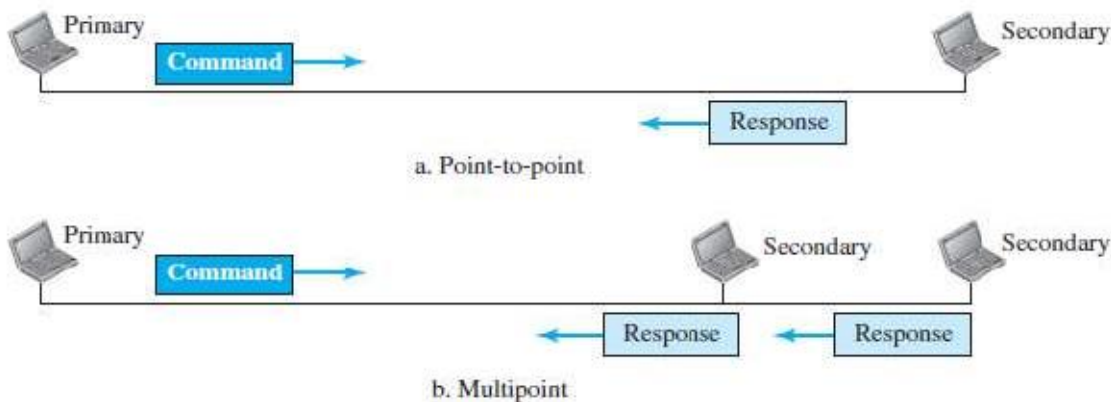 Primary
Secondary
Command
Response
a. Point-to-point
Primary
Secondary
Secondary
Command
Response
Response
b. Multipoint